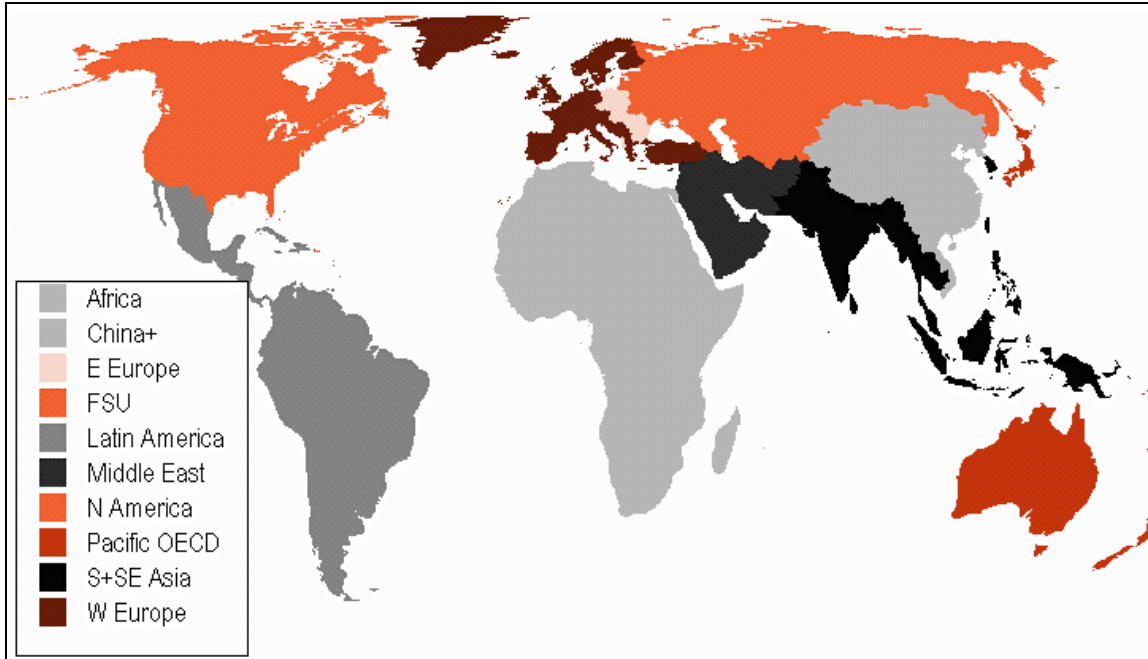 Africa
China+
E Europe
FSU
Latin America
Middle East
N America
Pacific OECD
S+SE Asia
W Europe